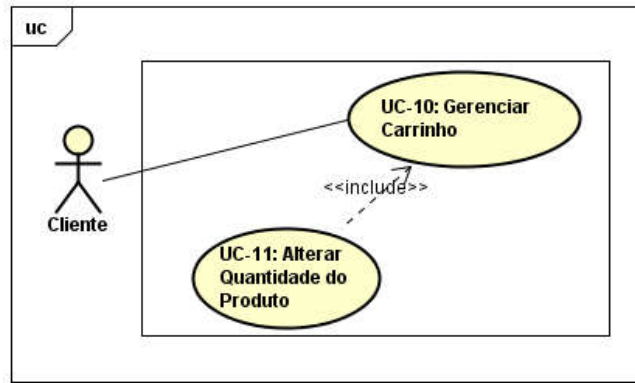 uc
UC-10: Gerenciar
Carrinho
<<include>>
Cliente
UC-11: Alterar
Quantidade do
Produto